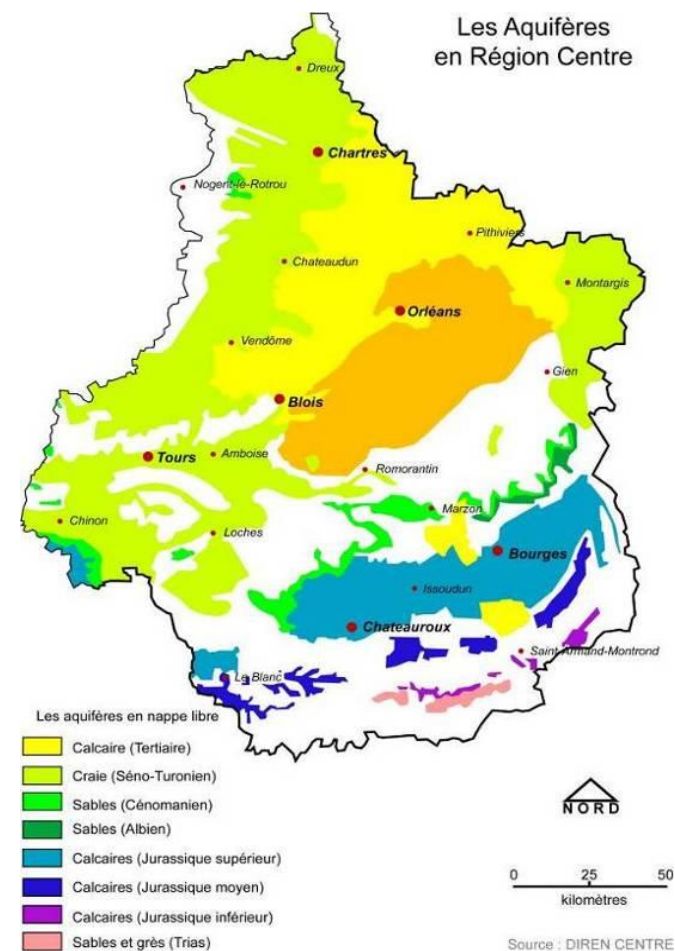 Les Aquifères
en Région Centre
Dreux
Chartres
Nogent-le-Rotrou
Pithiviers
Chateaudun
Montargis
Orléans
Vendôme
Gien
Blois
Tours
Amboise
Romorantin
Marzon
Chinon
Loches
Bourges
Issoudun
Chateauroux
Saint-Armand-Montrond
Le Blanc
Les aquifères en nappe libre
Calcaire (Tertiaire)
Craie (Séno-Turonien)
Sables (Cénomanien)
Sables (Albien)
Calcaires (Jurassique supérieur)
Calcaires (Jurassique moyen)
Calcaires (Jurassique inférieur)
Sables et grès (Trias)
NORD
0 25 50
kilomètres
Source : DIREN CENTRE